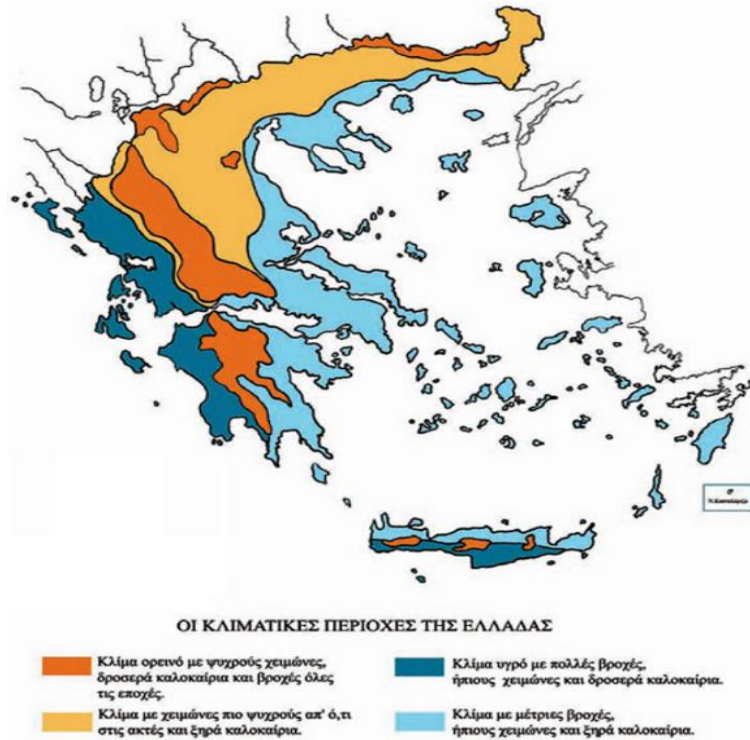 ΟΙ ΚΛΙΜΑΤΙΚΕΣ ΠΕΡΙΟΧΕΣ ΤΗΣ ΕΛΛΑΔΑΣ
Κλίμα ορεινό με ψυχρούς χειμώνες,
δροσερά καλοκαίρια και βροχές όλες
τις εποχές.
Κλίμα με χειμώνες πιο ψυχρούς απ' ό,τι
στις ακτές και ξηρά καλοκαίρια.
Κλίμα υγρό με πολλές βροχές,
ήπιους χειμώνες και δροσερά καλοκαίρια.
Κλίμα με μέτριες βροχές,
ήπιους χειμώνες και ξηρά καλοκαίρια.